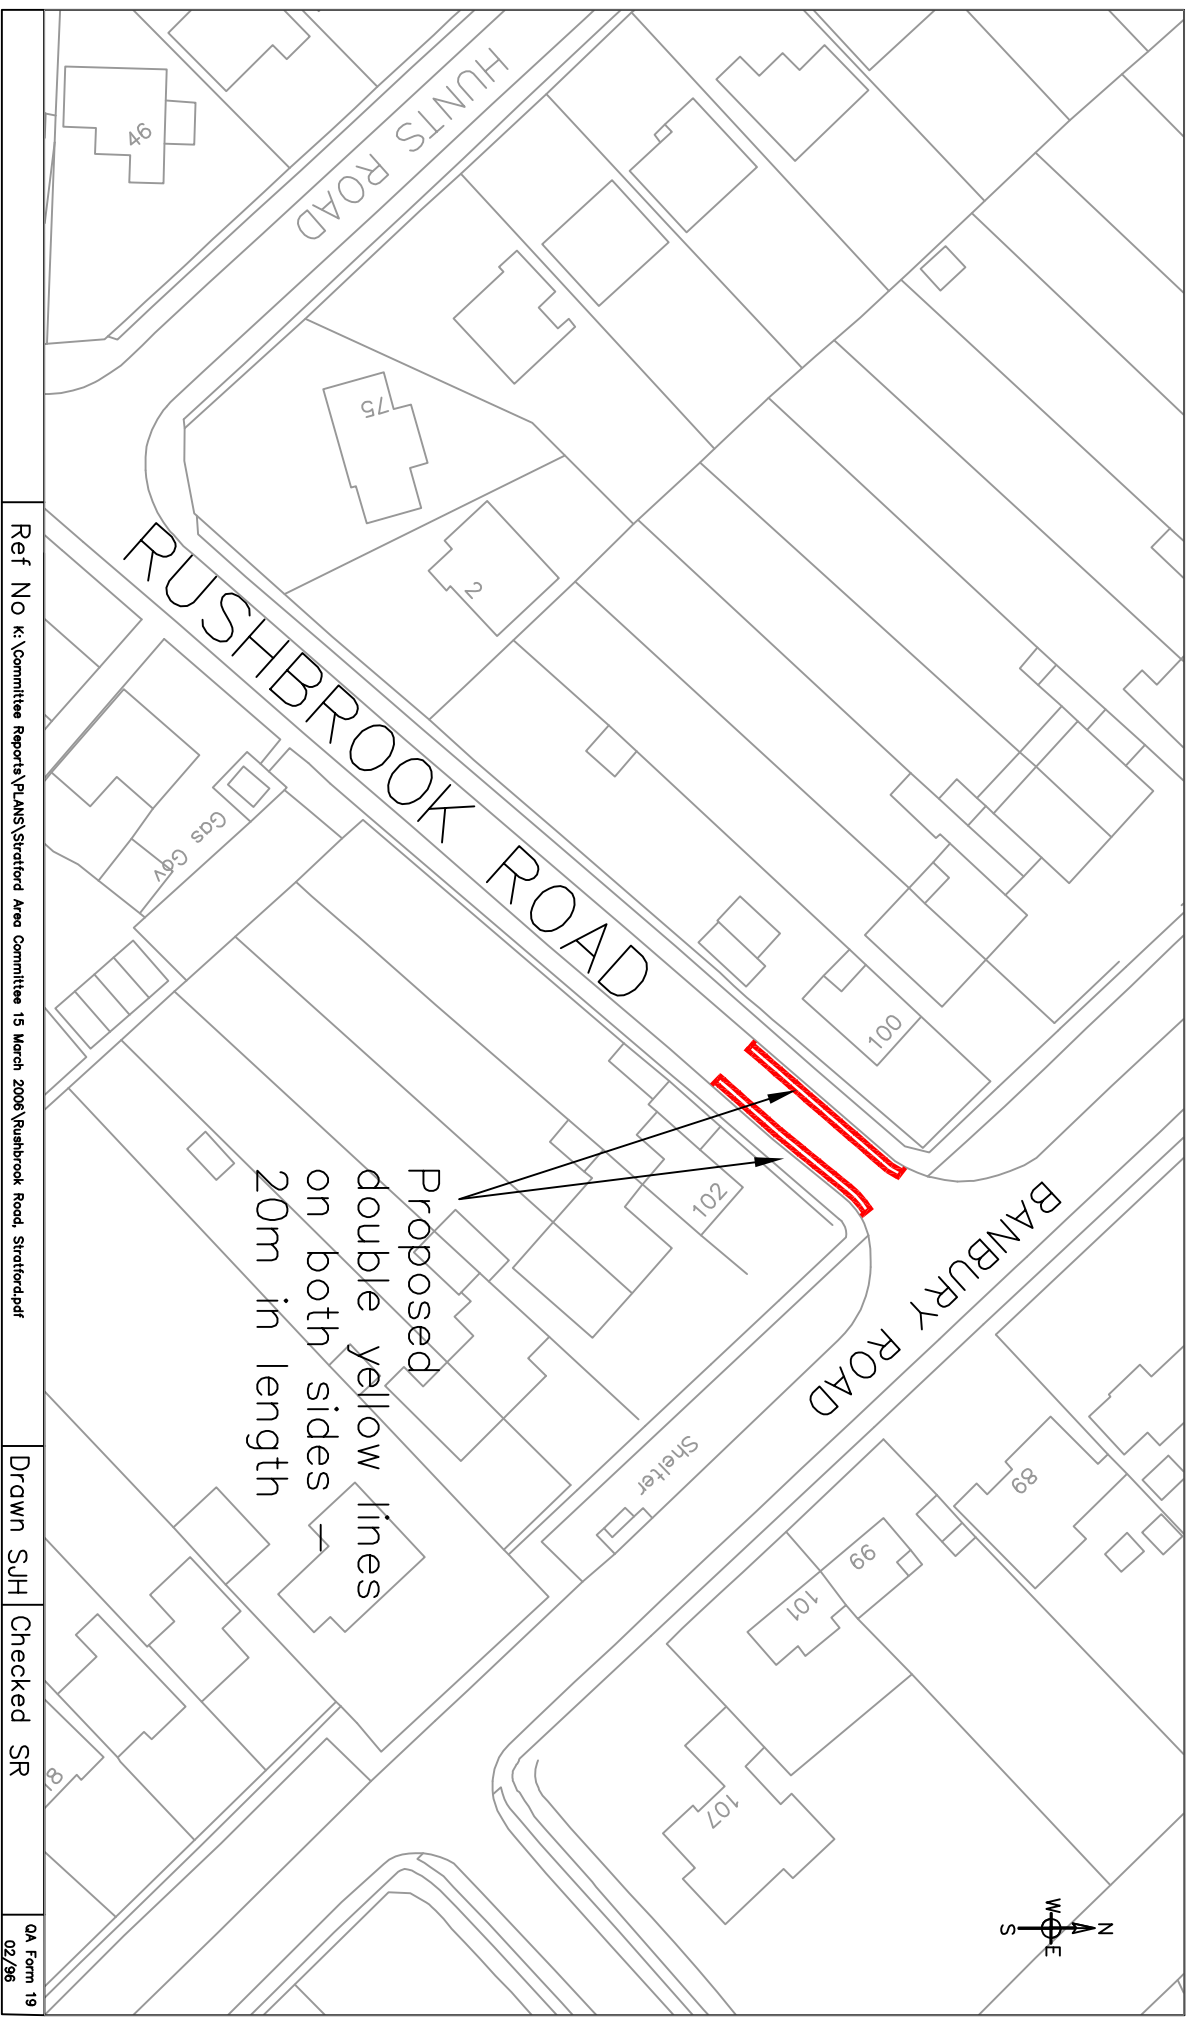 HUNTS ROAD
46
75
2
RUSHBROOK ROAD
Gas Gov
100
102
BANBURY ROAD
Proposed
double yellow lines
on both sides –
20m in length
Shelter
89
99
101
107
81
N
W
E
S
Ref No K:\Committee Reports\PLANS\Stratford Area Committee 15 March 2006\Rushbrook Road, Stratford.pdf
Drawn SJH
Checked SR
QA Form 19
02/96